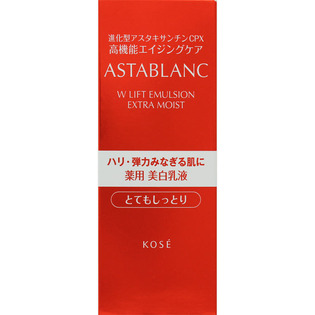 進化型アスタキサンチンCPX
高機能エイジングケア
ASTABLANC
W LIFT EMULSION
EXTRA MOIST
ハリ・弾力みなぎる肌に
薬用 美白乳液
とてもしっとり
KOSÉ